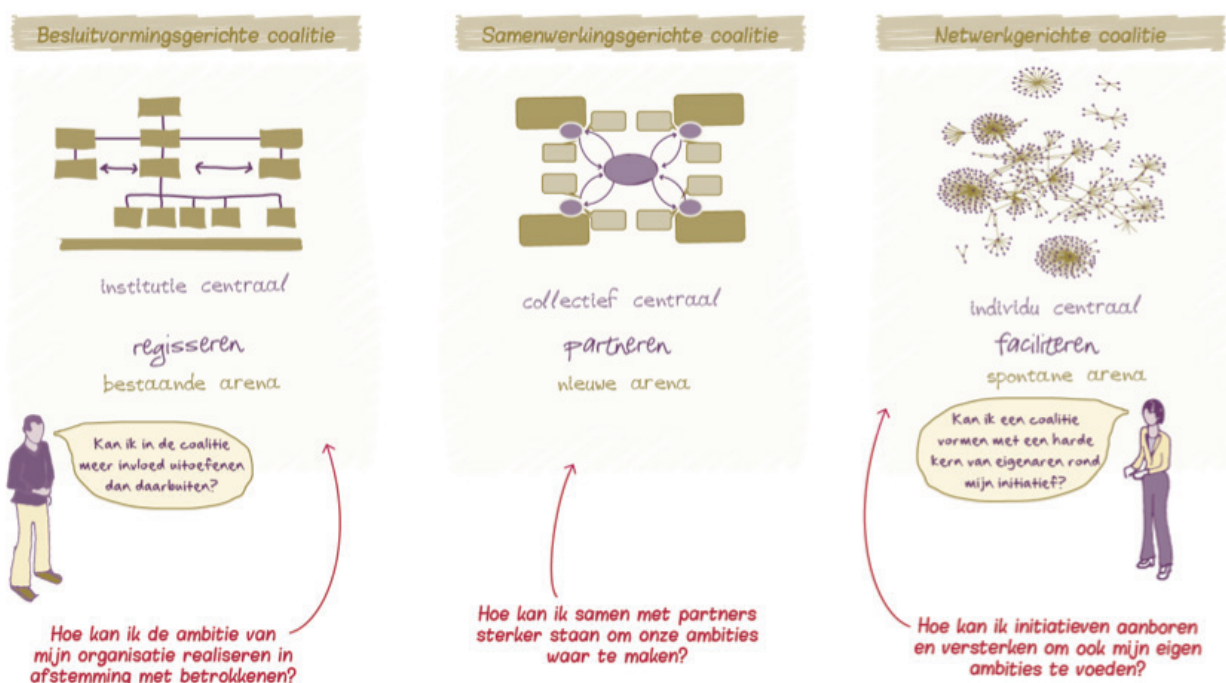 Besluitvormingsgerichte coalitie
institutie centraal
regisseren
bestaande arena
Kan ik in de coalitie
meer invloed uitoefenen
dan daarbuiten?
Hoe kan ik de ambitie van
mijn organisatie realiseren in
afstemming met betrokkenen?
Samenwerkingsgerichte coalitie
collectief centraal
partneren
nieuwe arena
Hoe kan ik samen met partners
sterker staan om onze ambities
waar te maken?
Netwerkgerichte coalitie
individu centraal
faciliteren
spontane arena
Kan ik een coalitie
vormen met een harde
kern van eigenaren rond
mijn initiatief?
Hoe kan ik initiatieven aanboren
en versterken om ook mijn eigen
ambities te voeden?